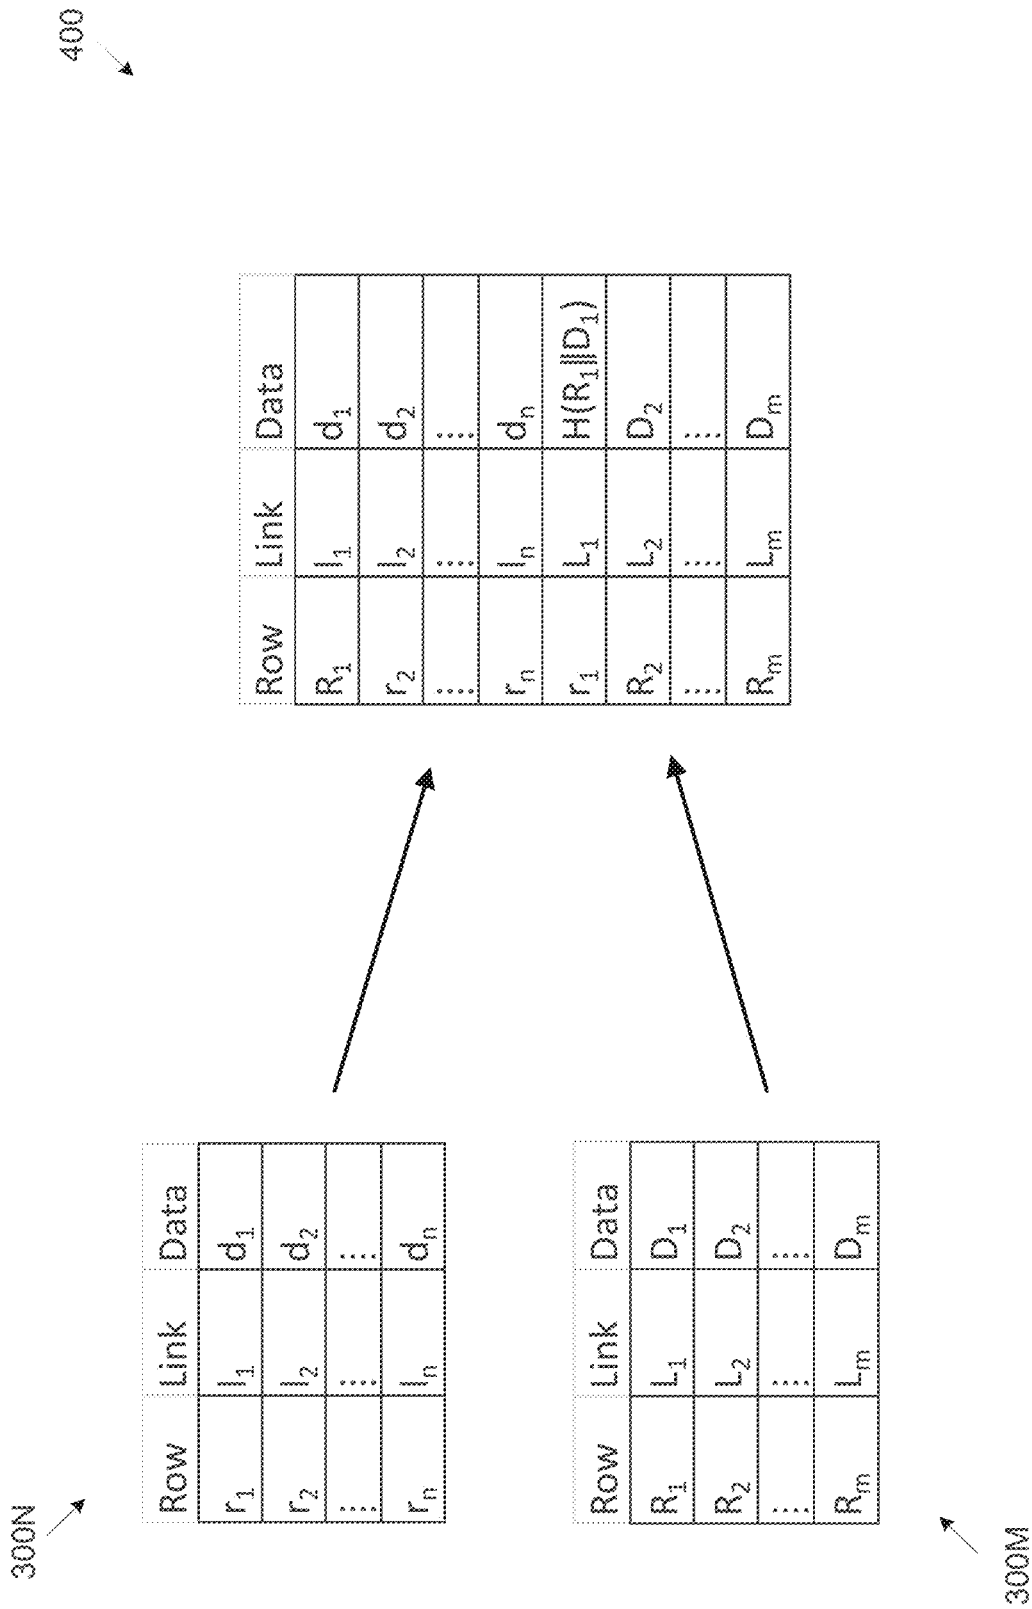 400
300N
Row Link Data
r1 l1 d1
r2 l2 d2
.... .... ....
rn ln dn
300M
Row Link Data
R1 L1 D1
R2 L2 D2
.... .... ....
Rm Lm Dm
Row Link Data
R1 l1 d1
r2 l2 d2
.... .... ....
rn ln dn
r1 L1 H(R1||D1)
R2 L2 D2
.... .... ....
Rm Lm Dm